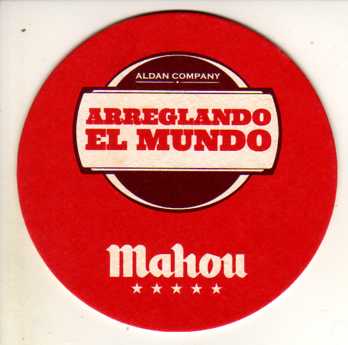 ALDAN COMPANY
ARREGLANDO
EL MUNDO
Mahou